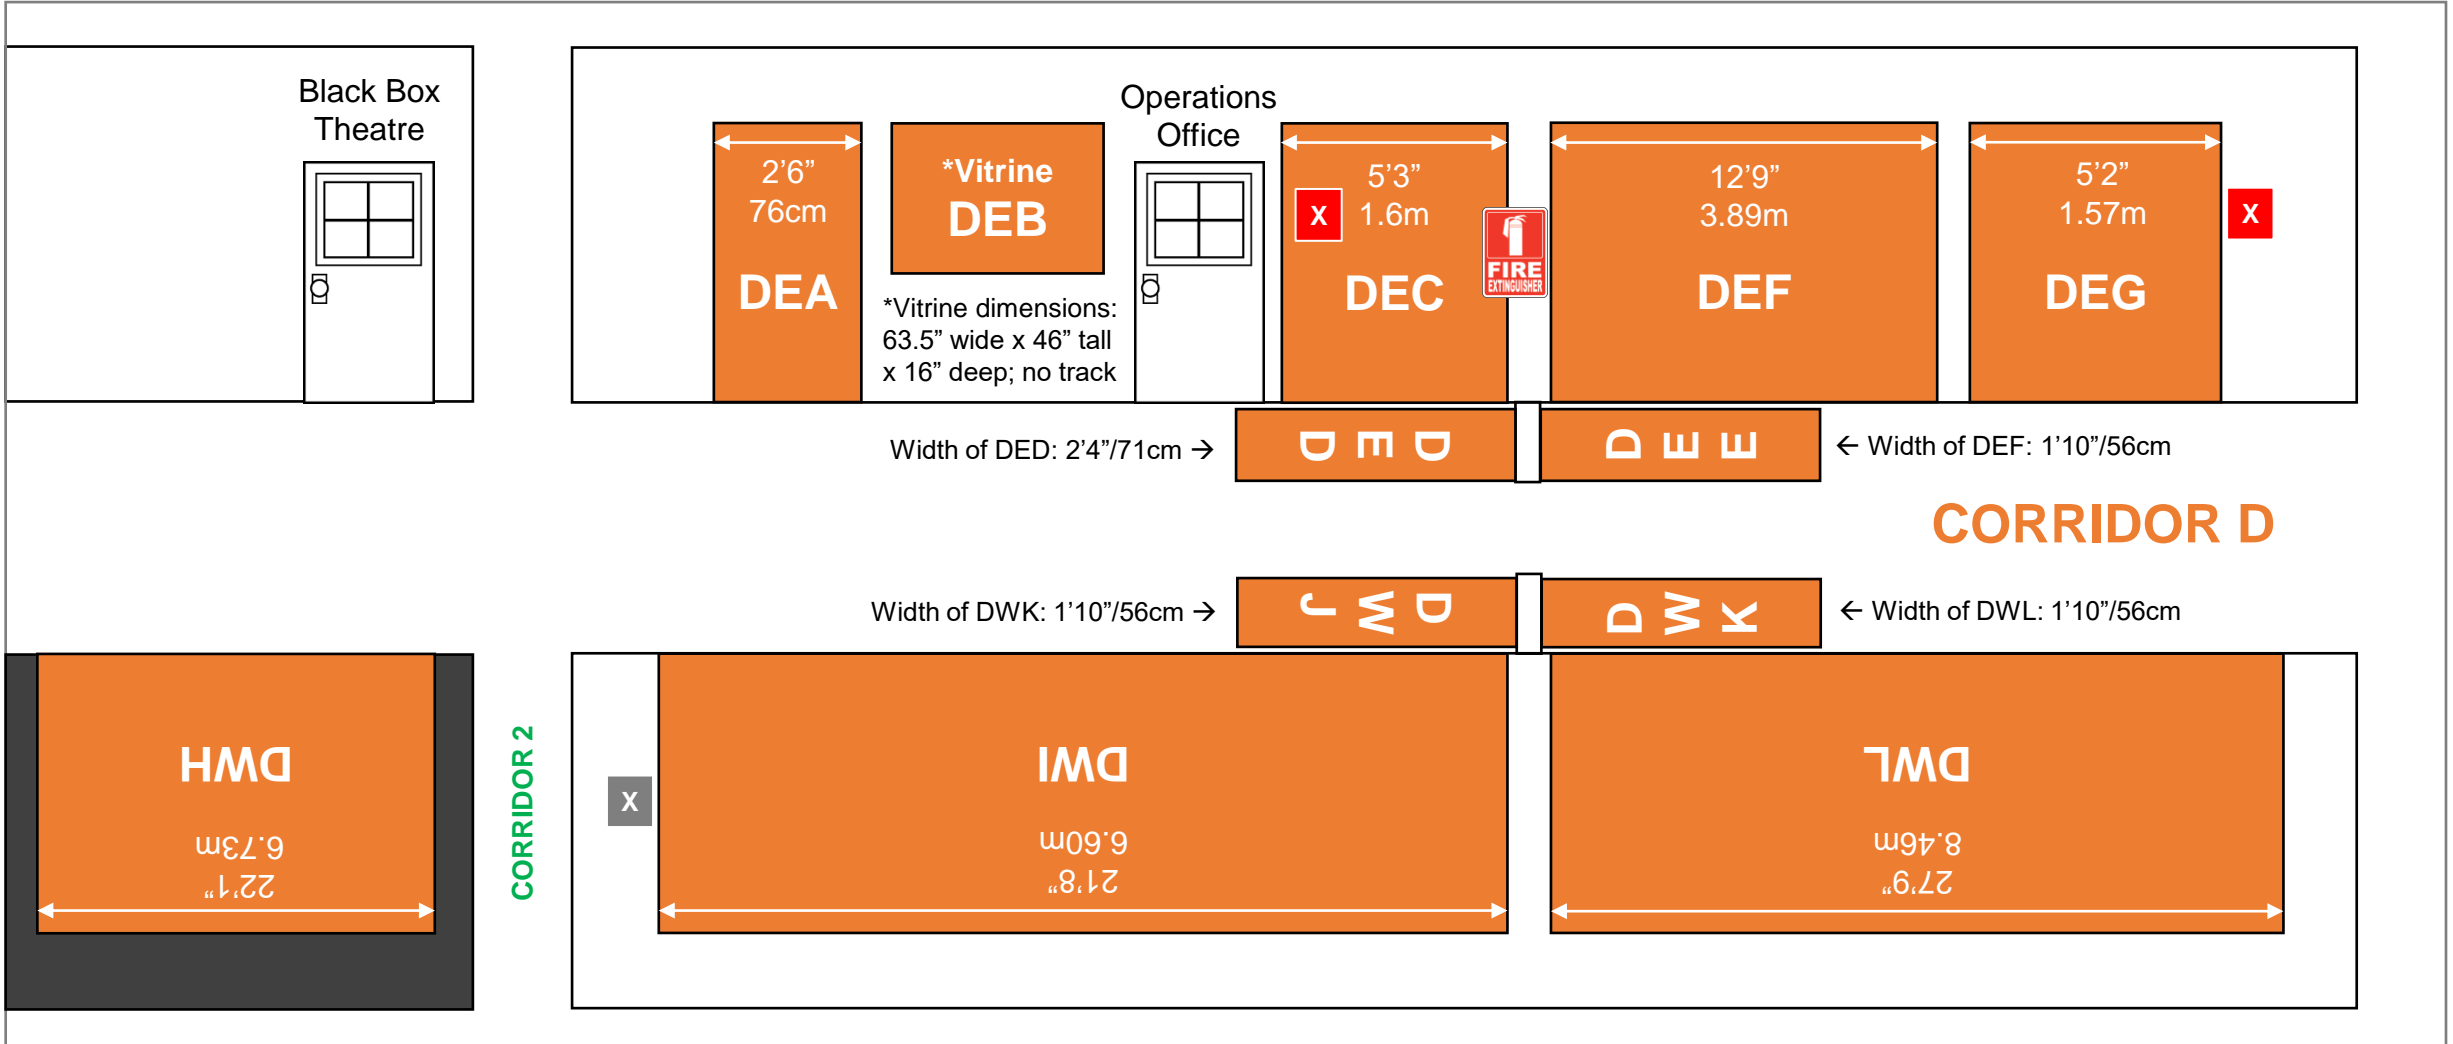 Black Box
Theatre
Operations
Office
2’6”
76cm
DEA
*Vitrine
DEB
*Vitrine dimensions:
63.5” wide x 46” tall
x 16” deep; no track
5’3”
X 1.6m
DEC
FIRE
EXTINGUISHER
12’9”
3.89m
DEF
5’2”
1.57m
DEG
X
Width of DED: 2’4”/71cm →
DED
DEE
← Width of DEF: 1’10”/56cm
CORRIDOR D
Width of DWK: 1’10”/56cm →
DWJ
DWK
← Width of DWL: 1’10”/56cm
22’1”
6.73m
DWH
CORRIDOR 2
X
21’8”
6.60m
DWI
27’9”
8.46m
DWL